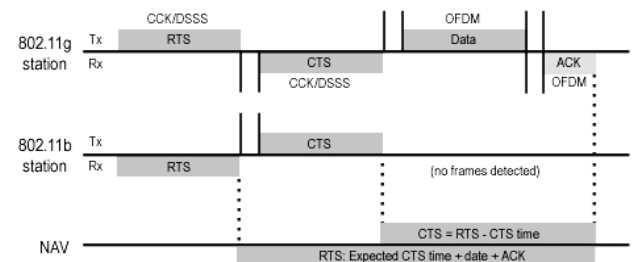 CCK/DSSS OFDM
802.11g station Tx RTS Data
Rx CTS ACK
CCK/DSSS OFDM
802.11b station Tx CTS
Rx RTS (no frames detected)
CTS = RTS - CTS time
NAV
RTS: Expected CTS time + date + ACK